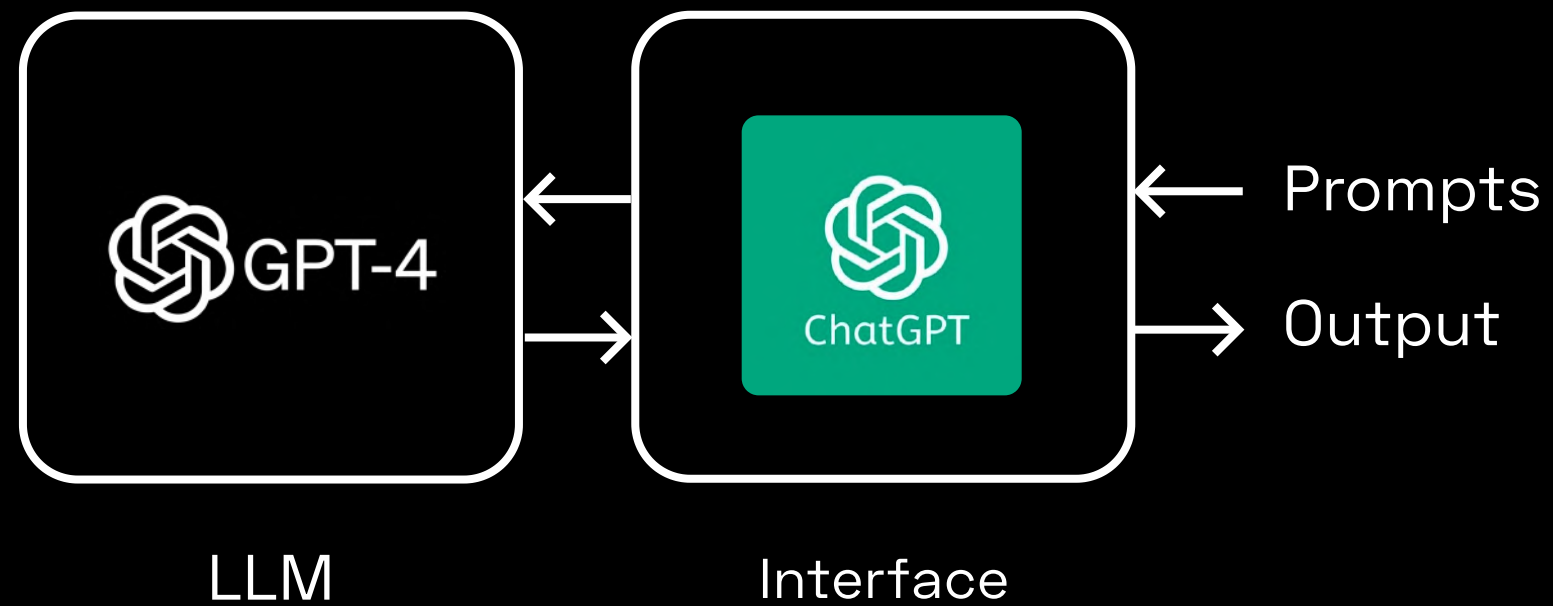 GPT-4
ChatGPT
Prompts
Output
LLM
Interface